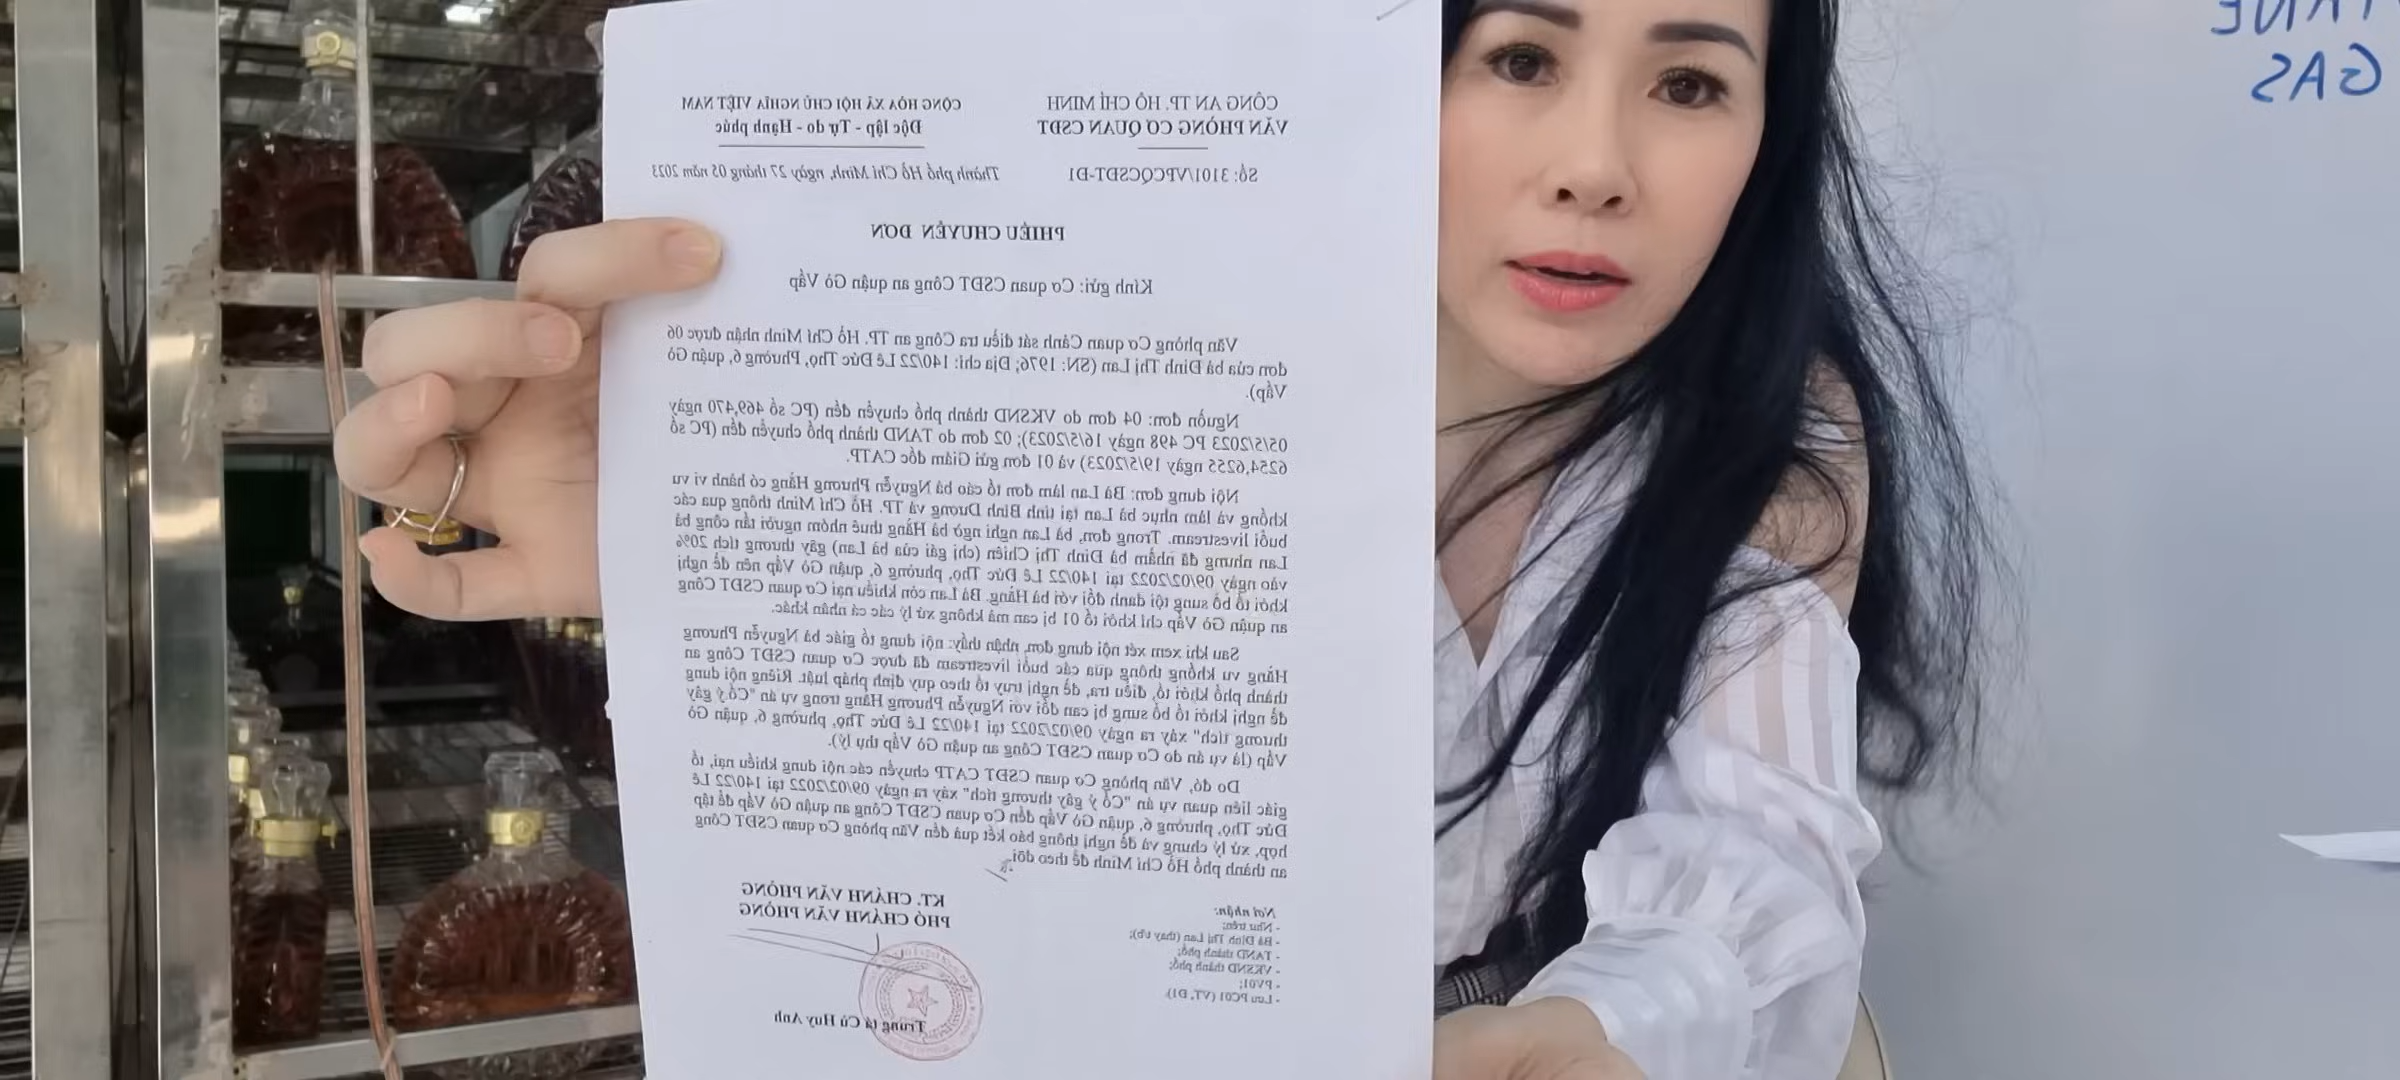 CÔNG AN TP. HỒ CHÍ MINH
VĂN PHÒNG CƠ QUAN CSĐT
Số: 3101/VPCQCSĐT-Đ1
CỘNG HÒA XÃ HỘI CHỦ NGHĨA VIỆT NAM
Độc lập - Tự do - Hạnh phúc
Thành phố Hồ Chí Minh, ngày 27 tháng 05 năm 2023
PHIẾU CHUYỂN ĐƠN
Kính gửi: Cơ quan CSĐT Công an quận Gò Vấp
Văn phòng Cơ quan Cảnh sát điều tra Công an TP. Hồ Chí Minh nhận được 06
đơn của bà Đinh Thị Lan (SN: 1976; Địa chỉ: 140/22 Lê Đức Thọ, Phường 6, quận Gò
Vấp).
Nguồn đơn: 04 đơn do VKSND thành phố chuyển đến (PC số 469,470 ngày
05/5/2023 PC 498 ngày 16/5/2023); 02 đơn do TAND thành phố chuyển đến (PC số
6254,6255 ngày 19/5/2023) và 01 đơn gửi Giám đốc CATP.
Nội dung đơn: Bà Lan làm đơn tố cáo bà Nguyễn Phương Hằng có hành vi vu
khống và làm nhục bà Lan tại tỉnh Bình Dương và TP. Hồ Chí Minh thông qua các
buổi livestream. Trong đơn, bà Lan nghi ngờ bà Hằng thuê nhóm người tấn công bà
Lan nhưng đã nhầm bà Đinh Thị Chiên (chị gái của bà Lan) gây thương tích 20%
vào ngày 09/02/2022 tại 140/22 Lê Đức Thọ, phường 6, quận Gò Vấp nên đề nghị
khởi tố bổ sung tội danh đối với bà Hằng. Bà Lan còn khiếu nại Cơ quan CSĐT Công
an quận Gò Vấp chỉ khởi tố 01 bị can mà không xử lý các cá nhân khác.
Sau khi xem xét nội dung đơn, nhận thấy: nội dung tố giác bà Nguyễn Phương
Hằng vu khống thông qua các buổi livestream đã được Cơ quan CSĐT Công an
thành phố khởi tố, điều tra, đề nghị truy tố theo quy định pháp luật. Riêng nội dung
đề nghị khởi tố bổ sung bị can đối với Nguyễn Phương Hằng trong vụ án "Cố ý gây
thương tích" xảy ra ngày 09/02/2022 tại 140/22 Lê Đức Thọ, phường 6, quận Gò
Vấp (là vụ án do Cơ quan CSĐT Công an quận Gò Vấp thụ lý).
Do đó, Văn phòng Cơ quan CSĐT CATP chuyển các nội dung khiếu nại, tố
giác liên quan vụ án "Cố ý gây thương tích" xảy ra ngày 09/02/2022 tại 140/22 Lê
Đức Thọ, phường 6, quận Gò Vấp đến Cơ quan CSĐT Công an quận Gò Vấp để tập
hợp, xử lý chung và đề nghị thông báo kết quả đến Văn phòng Cơ quan CSĐT Công
an thành phố Hồ Chí Minh để theo dõi.
Nơi nhận:
- Như trên;
- Bà Đinh Thị Lan (thay t/b);
- TAND thành phố;
- VKSND thành phố;
- PV01;
- Lưu PC01 (VT, Đ1).
KT. CHÁNH VĂN PHÒNG
PHÓ CHÁNH VĂN PHÒNG
Trung tá Cù Huy Anh
GAS